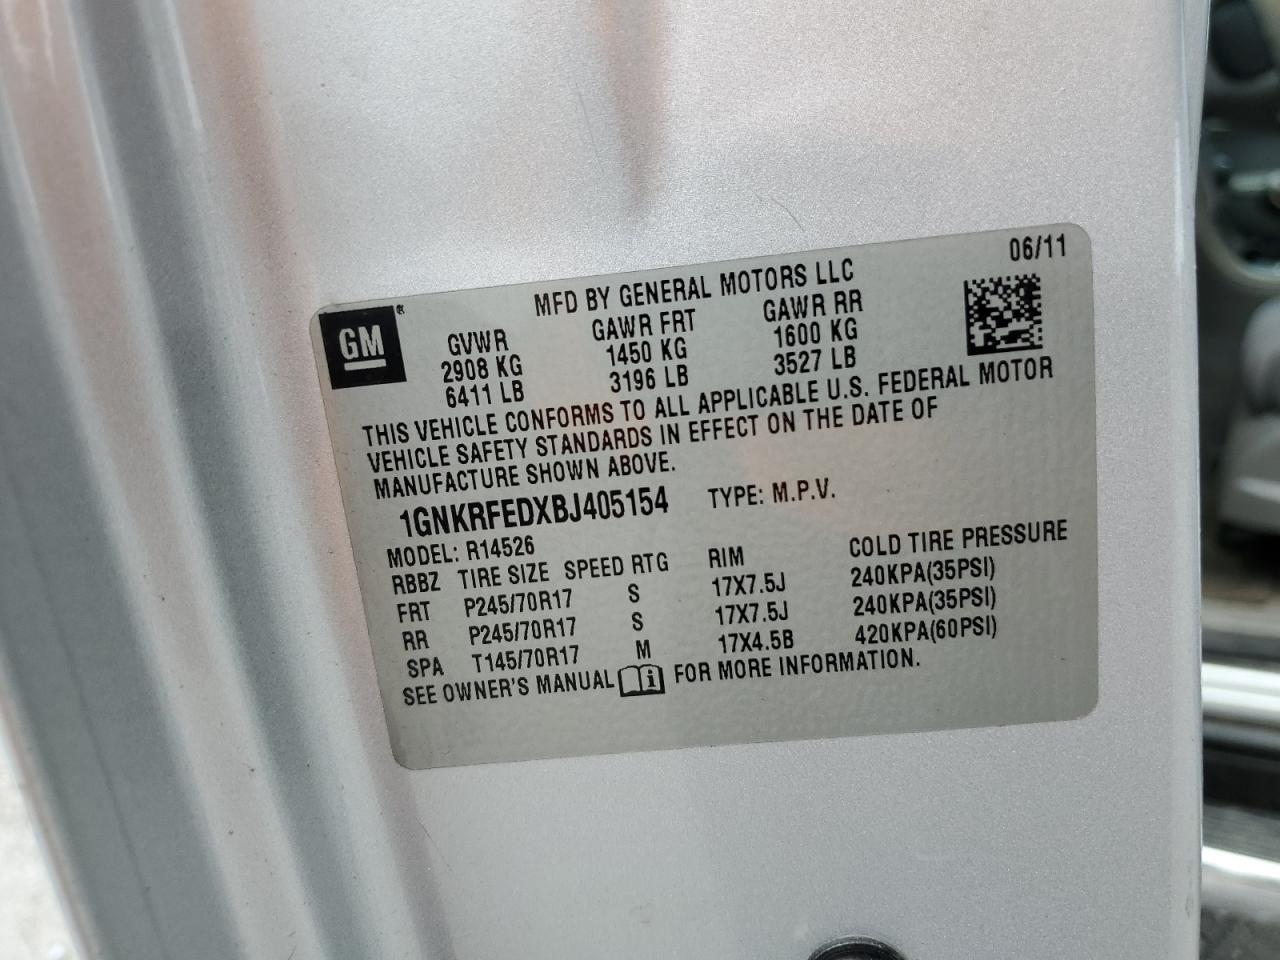 06/11
MFD BY GENERAL MOTORS LLC
GM ®
GVWR GAWR FRT GAWR RR
2908 KG 1450 KG 1600 KG
6411 LB 3196 LB 3527 LB
THIS VEHICLE CONFORMS TO ALL APPLICABLE U.S. FEDERAL MOTOR
VEHICLE SAFETY STANDARDS IN EFFECT ON THE DATE OF
MANUFACTURE SHOWN ABOVE.
1GNKRFEDXBJ405154 TYPE: M.P.V.
MODEL: R14526
RBBZ TIRE SIZE SPEED RTG RIM COLD TIRE PRESSURE
FRT P245/70R17 S 17X7.5J 240KPA(35PSI)
RR P245/70R17 S 17X7.5J 240KPA(35PSI)
SPA T145/70R17 M 17X4.5B 420KPA(60PSI)
SEE OWNER'S MANUAL i FOR MORE INFORMATION.